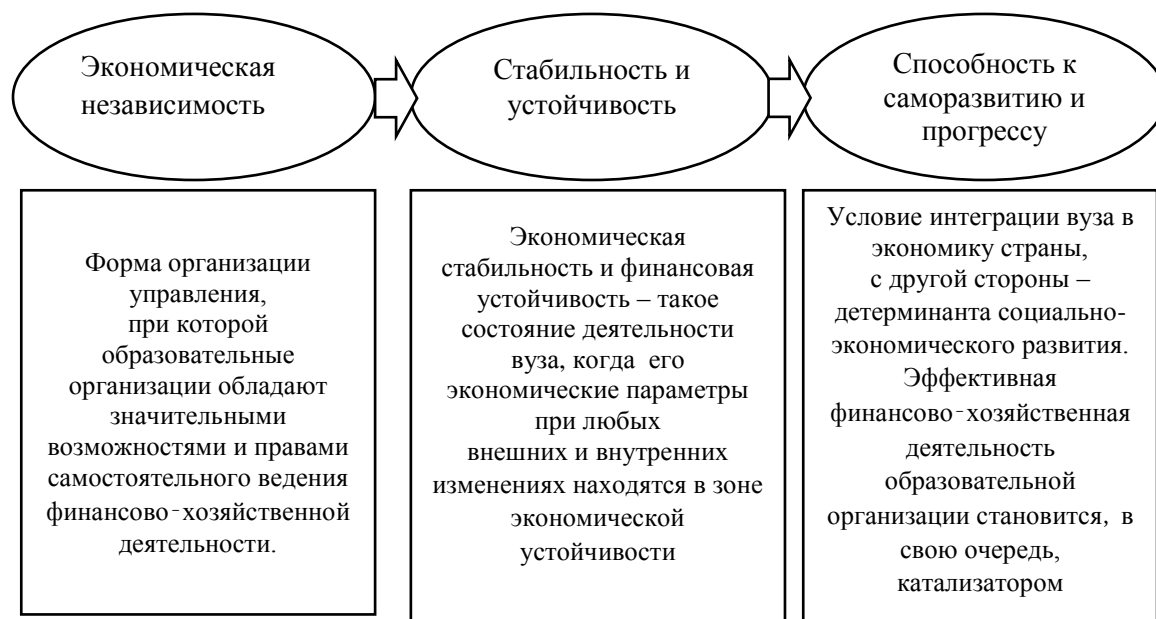 Экономическая
независимость
Стабильность и
устойчивость
Способность к
саморазвитию и
прогрессу
Форма организации
управления,
при которой
образовательные
организации обладают
значительными
возможностями и правами
самостоятельного ведения
финансово-хозяйственной
деятельности.
Экономическая
стабильность и финансовая
устойчивость – такое
состояние деятельности
вуза, когда его
экономические параметры
при любых
внешних и внутренних
изменениях находятся в зоне
экономической
устойчивости
Условие интеграции вуза в
экономику страны,
с другой стороны –
детерминанта социально-
экономического развития.
Эффективная
финансово-хозяйственная
деятельность
образовательной
организации становится, в
свою очередь,
катализатором